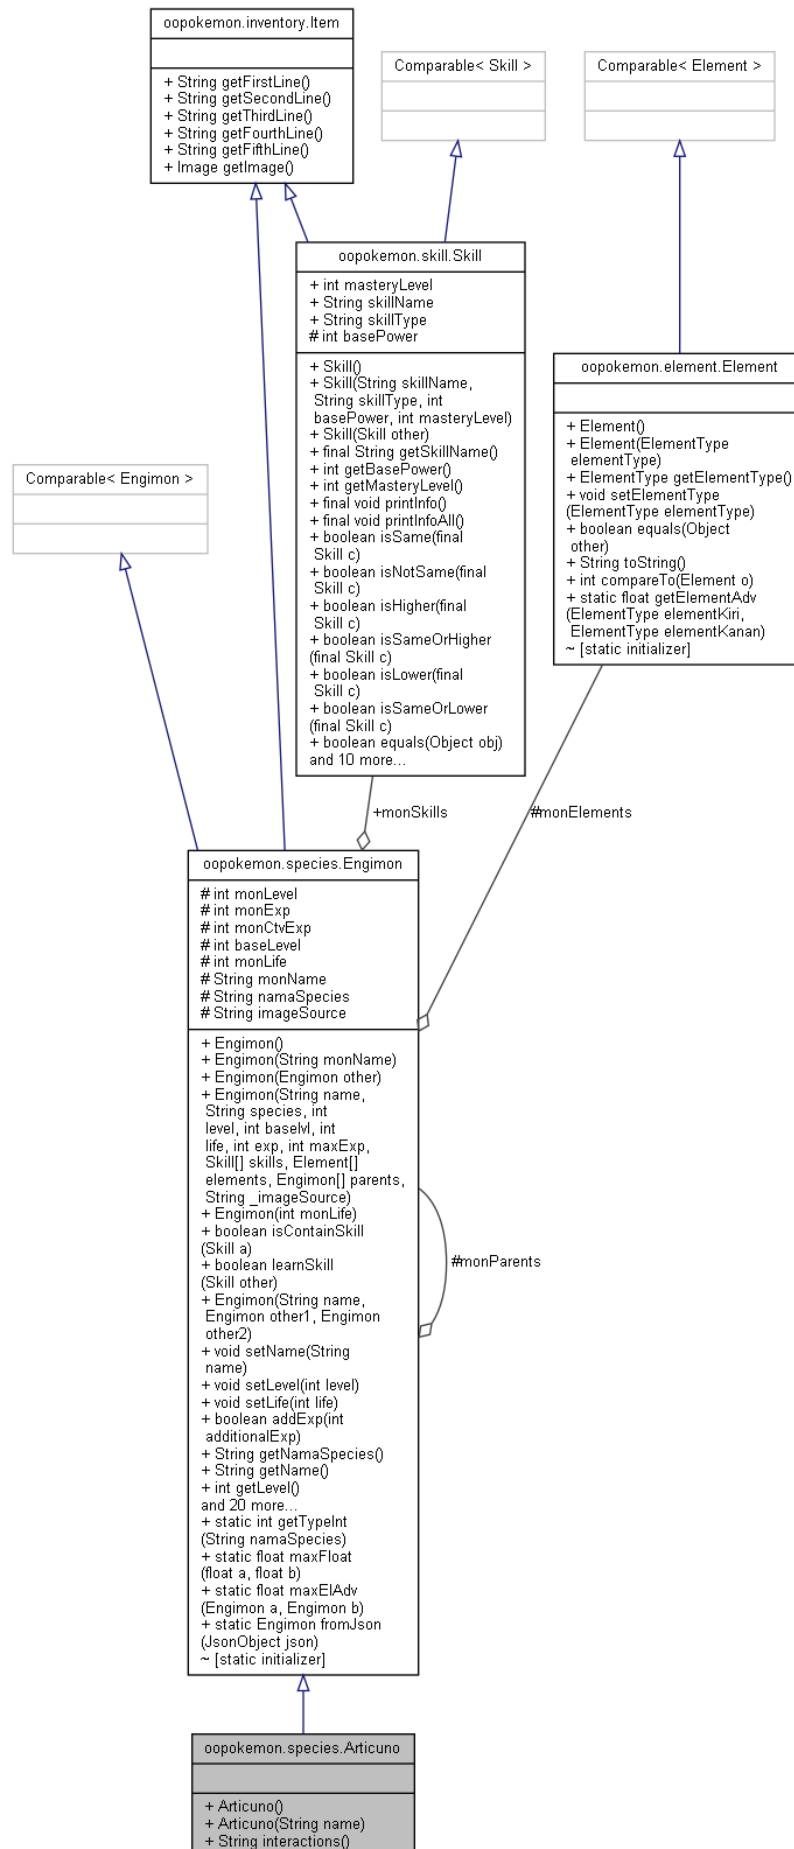 oopokemon.inventory.Item
+ String getFirstLine()
+ String getSecondLine()
+ String getThirdLine()
+ String getFourthLine()
+ String getFifthLine()
+ Image getImage()
Comparable< Skill >
Comparable< Element >
oopokemon.skill.Skill
+ int masteryLevel
+ String skillName
+ String skillType
# int basePower
+ Skill()
+ Skill(String skillName,
String skillType, int
basePower, int masteryLevel)
+ Skill(Skill other)
+ final String getSkillName()
+ int getBasePower()
+ int getMasteryLevel()
+ final void printInfo()
+ final void printInfoAll()
+ boolean isSame(final
Skill c)
+ boolean isNotSame(final
Skill c)
+ boolean isHigher(final
Skill c)
+ boolean isSameOrHigher
(final Skill c)
+ boolean isLower(final
Skill c)
+ boolean isSameOrLower
(final Skill c)
+ boolean equals(Object obj)
and 10 more...
oopokemon.element.Element
+ Element()
+ Element(ElementType
elementType)
+ ElementType getElementType()
+ void setElementType
(ElementType elementType)
+ boolean equals(Object
other)
+ String toString()
+ int compareTo(Element o)
+ static float getElementAdv
(ElementType elementKiri,
ElementType elementKanan)
~ [static initializer]
Comparable< Engimon >
+monSkills
#monElements
oopokemon.species.Engimon
# int monLevel
# int monExp
# int monCtvExp
# int baseLevel
# int monLife
# String monName
# String namaSpecies
# String imageSource
+ Engimon()
+ Engimon(String monName)
+ Engimon(Engimon other)
+ Engimon(String name,
String species, int
level, int baselvl, int
life, int exp, int maxExp,
Skill[] skills, Element[]
elements, Engimon[] parents,
String _imageSource)
+ Engimon(int monLife)
+ boolean isContainSkill
(Skill a)
+ boolean learnSkill
(Skill other)
+ Engimon(String name,
Engimon other1, Engimon
other2)
+ void setName(String
name)
+ void setLevel(int level)
+ void setLife(int life)
+ boolean addExp(int
additionalExp)
+ String getNamaSpecies()
+ String getName()
+ int getLevel()
and 20 more...
+ static int getTypeInt
(String namaSpecies)
+ static float maxFloat
(float a, float b)
+ static float maxElAdv
(Engimon a, Engimon b)
+ static Engimon fromJson
(JsonObject json)
~ [static initializer]
#monParents
oopokemon.species.Articuno
+ Articuno()
+ Articuno(String name)
+ String interactions()